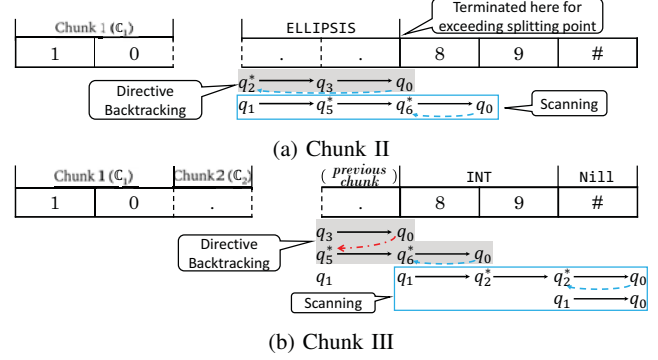 Terminated here for
exceeding splitting point
Chunk 1 (ℂ₁)
ELLIPSIS
1 0 . . 8 9 #
Directive
Backtracking
q₂* q₃ q₀
q₁ q₅* q₆* q₀
Scanning
(a) Chunk II
Chunk 1 (ℂ₁) Chunk 2 (ℂ₂) ( previous chunk ) INT Nill
1 0 . . 8 9 #
Directive
Backtracking
q₃ q₀
q₅* q₆* q₀
q₁ q₁ q₂* q₂* q₀
Scanning
q₁ q₀
(b) Chunk III